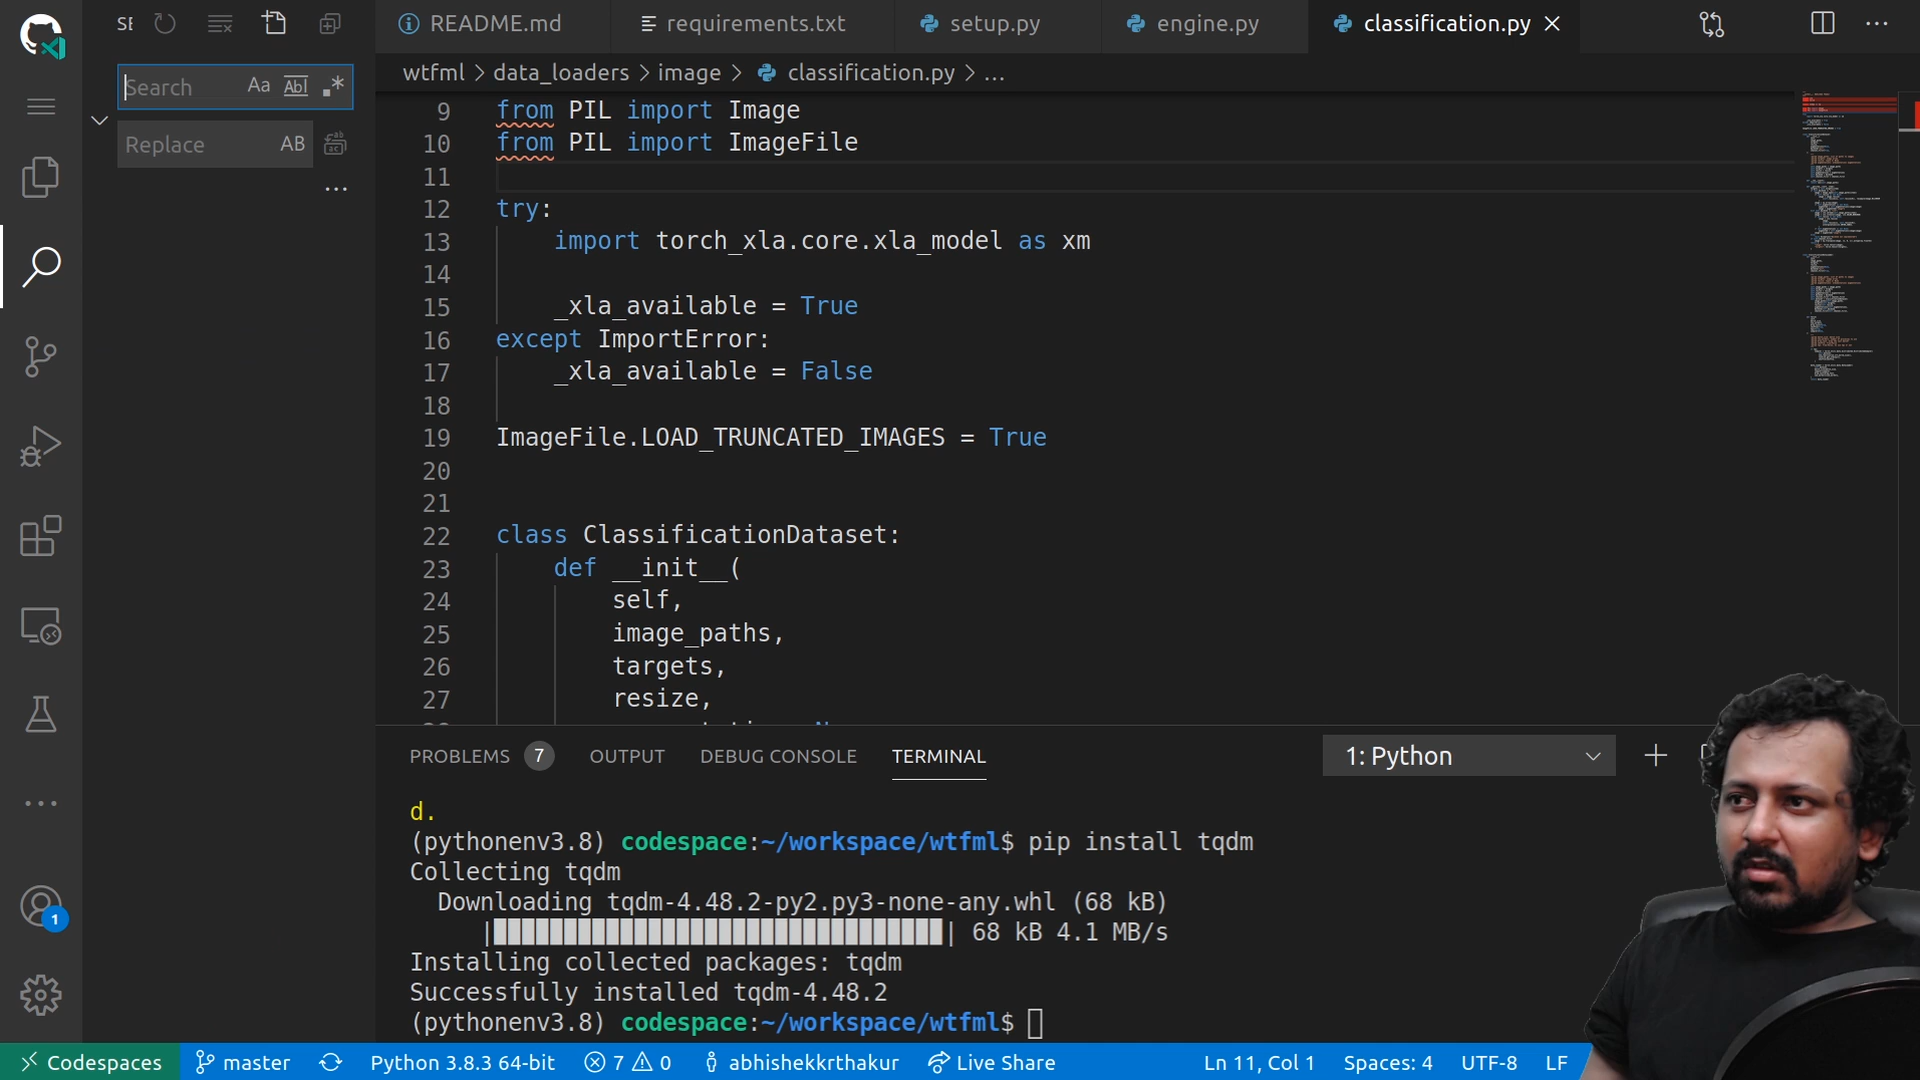 SE
README.md
requirements.txt
setup.py
engine.py
classification.py
wtfml > data_loaders > image > classification.py > ...
Search
Aa
Abl
.*
Replace
AB
...
9 from PIL import Image
10 from PIL import ImageFile
11
12 try:
13 import torch_xla.core.xla_model as xm
14
15 _xla_available = True
16 except ImportError:
17 _xla_available = False
18
19 ImageFile.LOAD_TRUNCATED_IMAGES = True
20
21
22 class ClassificationDataset:
23 def __init__(
24 self,
25 image_paths,
26 targets,
27 resize,
PROBLEMS 7
OUTPUT
DEBUG CONSOLE
TERMINAL
1: Python
d.
(pythonenv3.8) codespace:~/workspace/wtfml$ pip install tqdm
Collecting tqdm
Downloading tqdm-4.48.2-py2.py3-none-any.whl (68 kB)
|████████████████████████████████| 68 kB 4.1 MB/s
Installing collected packages: tqdm
Successfully installed tqdm-4.48.2
(pythonenv3.8) codespace:~/workspace/wtfml$
1
Codespaces
master
Python 3.8.3 64-bit
7
0
abhishekkrthakur
Live Share
Ln 11, Col 1
Spaces: 4
UTF-8
LF